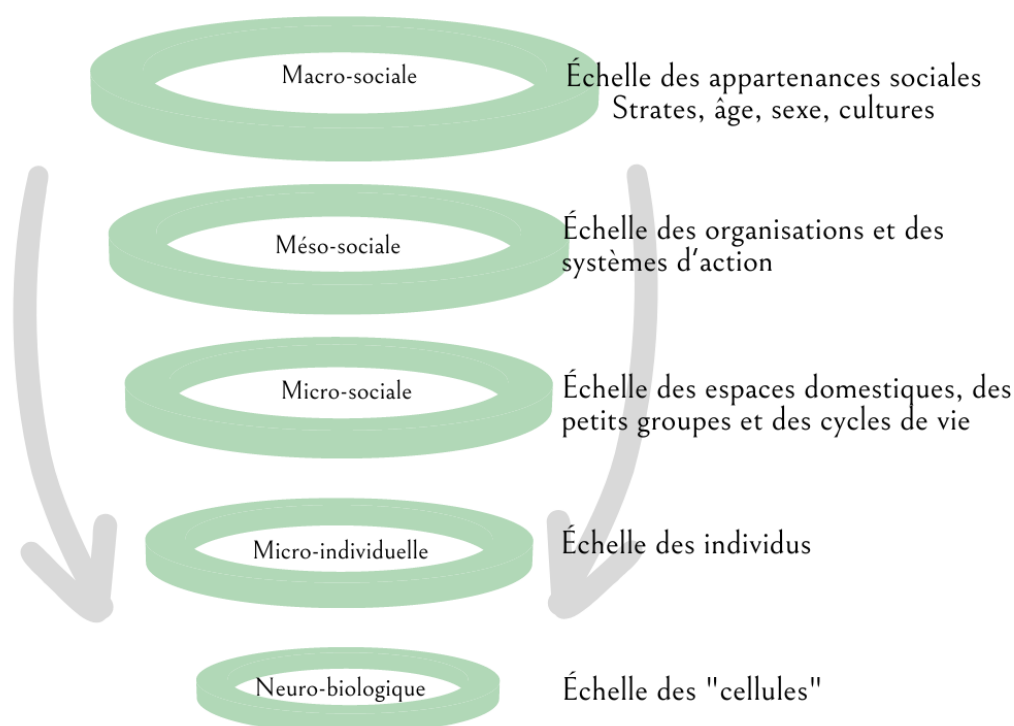 Macro-sociale
Échelle des appartenances sociales
Strates, âge, sexe, cultures
Méso-sociale
Échelle des organisations et des
systèmes d'action
Micro-sociale
Échelle des espaces domestiques, des
petits groupes et des cycles de vie
Micro-individuelle
Échelle des individus
Neuro-biologique
Échelle des "cellules"